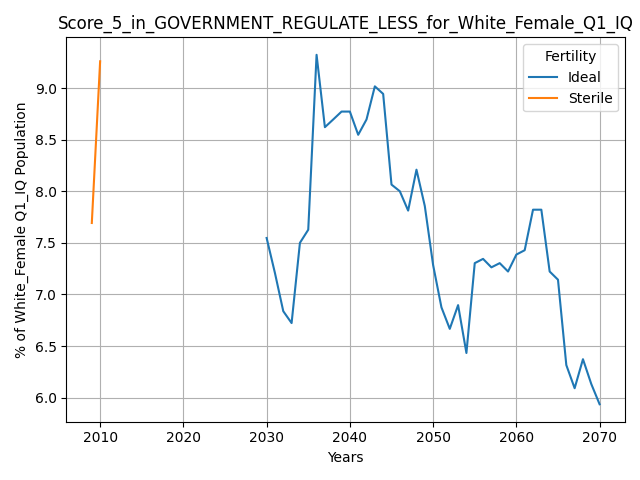 Score_5_in_GOVERNMENT_REGULATE_LESS_for_White_Female_Q1_IQ
Fertility
Ideal
Sterile
% of White_Female Q1_IQ Population
9.0
8.5
8.0
7.5
7.0
6.5
6.0
2010 2020 2030 2040 2050 2060 2070
Years